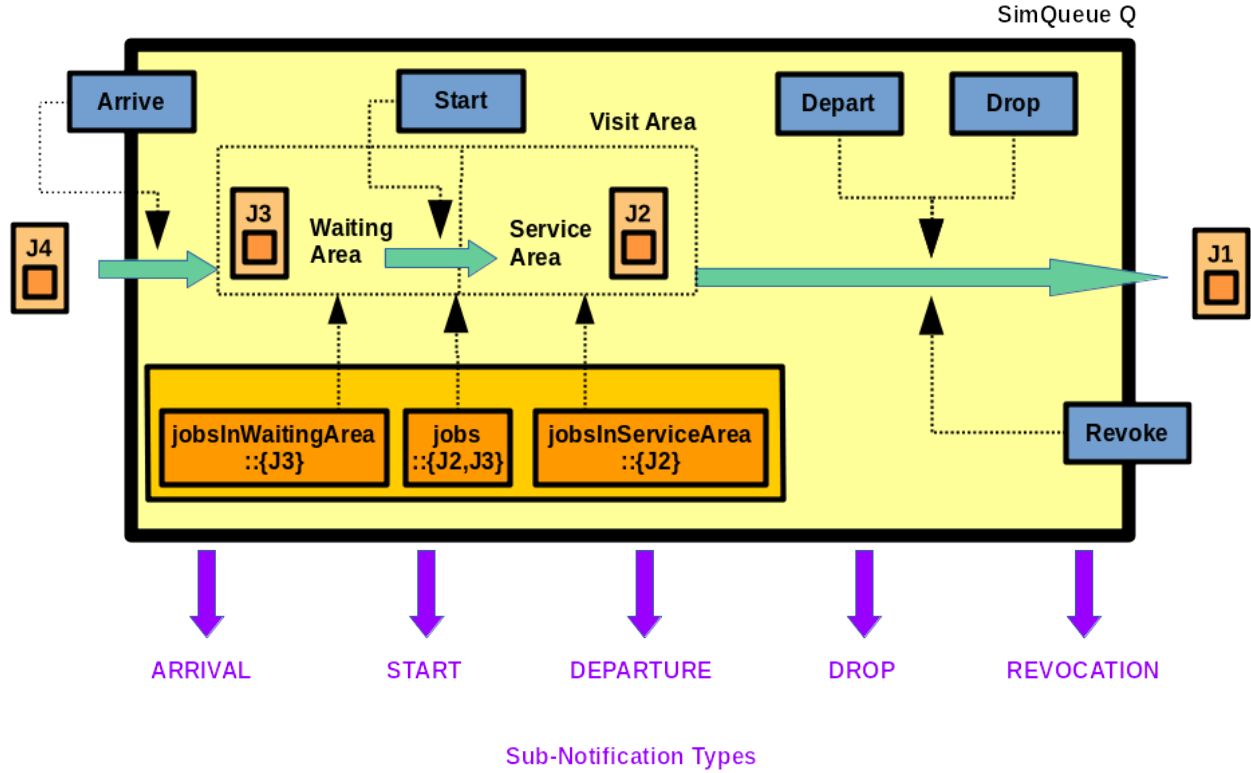 SimQueue Q
Arrive
Start
Depart
Drop
Visit Area
J4
J3
Waiting
Area
Service
Area
J2
J1
jobsInWaitingArea
::{J3}
jobs
::{J2,J3}
jobsInServiceArea
::{J2}
Revoke
ARRIVAL
START
DEPARTURE
DROP
REVOCATION
Sub-Notification Types